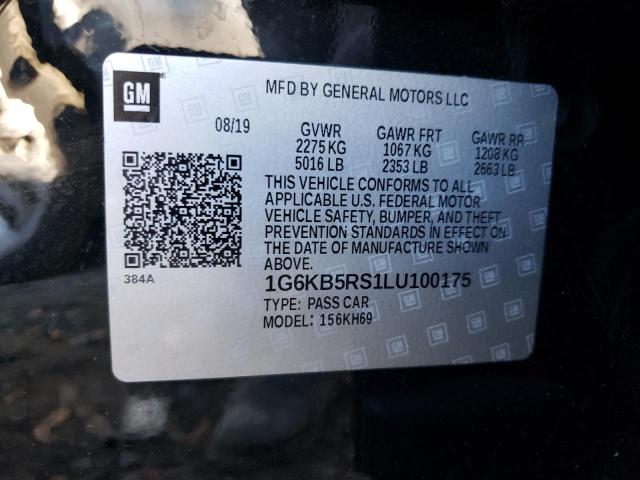 GM
MFD BY GENERAL MOTORS LLC
08/19 GVWR GAWR FRT GAWR RR
2275 KG 1067 KG 1208 KG
5016 LB 2353 LB 2663 LB
THIS VEHICLE CONFORMS TO ALL
APPLICABLE U.S. FEDERAL MOTOR
VEHICLE SAFETY, BUMPER, AND THEFT
PREVENTION STANDARDS IN EFFECT ON
THE DATE OF MANUFACTURE SHOWN
ABOVE.
384A
1G6KB5RS1LU100175
TYPE: PASS CAR
MODEL: 156KH69